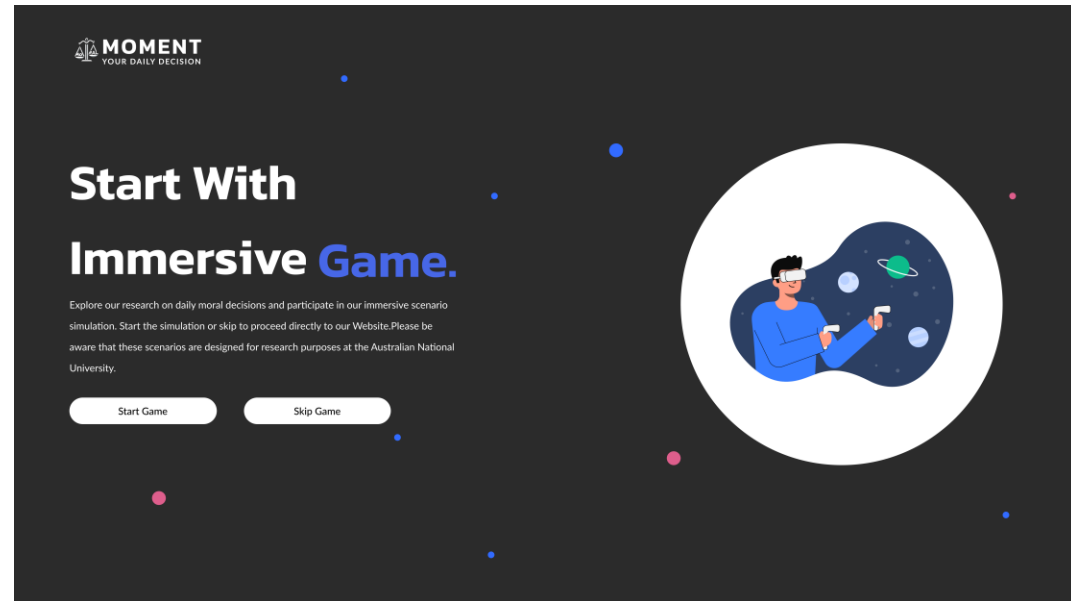 MOMENT
YOUR DAILY DECISION
Start With
Immersive Game.
Explore our research on daily moral decisions and participate in our immersive scenario
simulation. Start the simulation or skip to proceed directly to our Website.Please be
aware that these scenarios are designed for research purposes at the Australian National
University.
Start Game
Skip Game